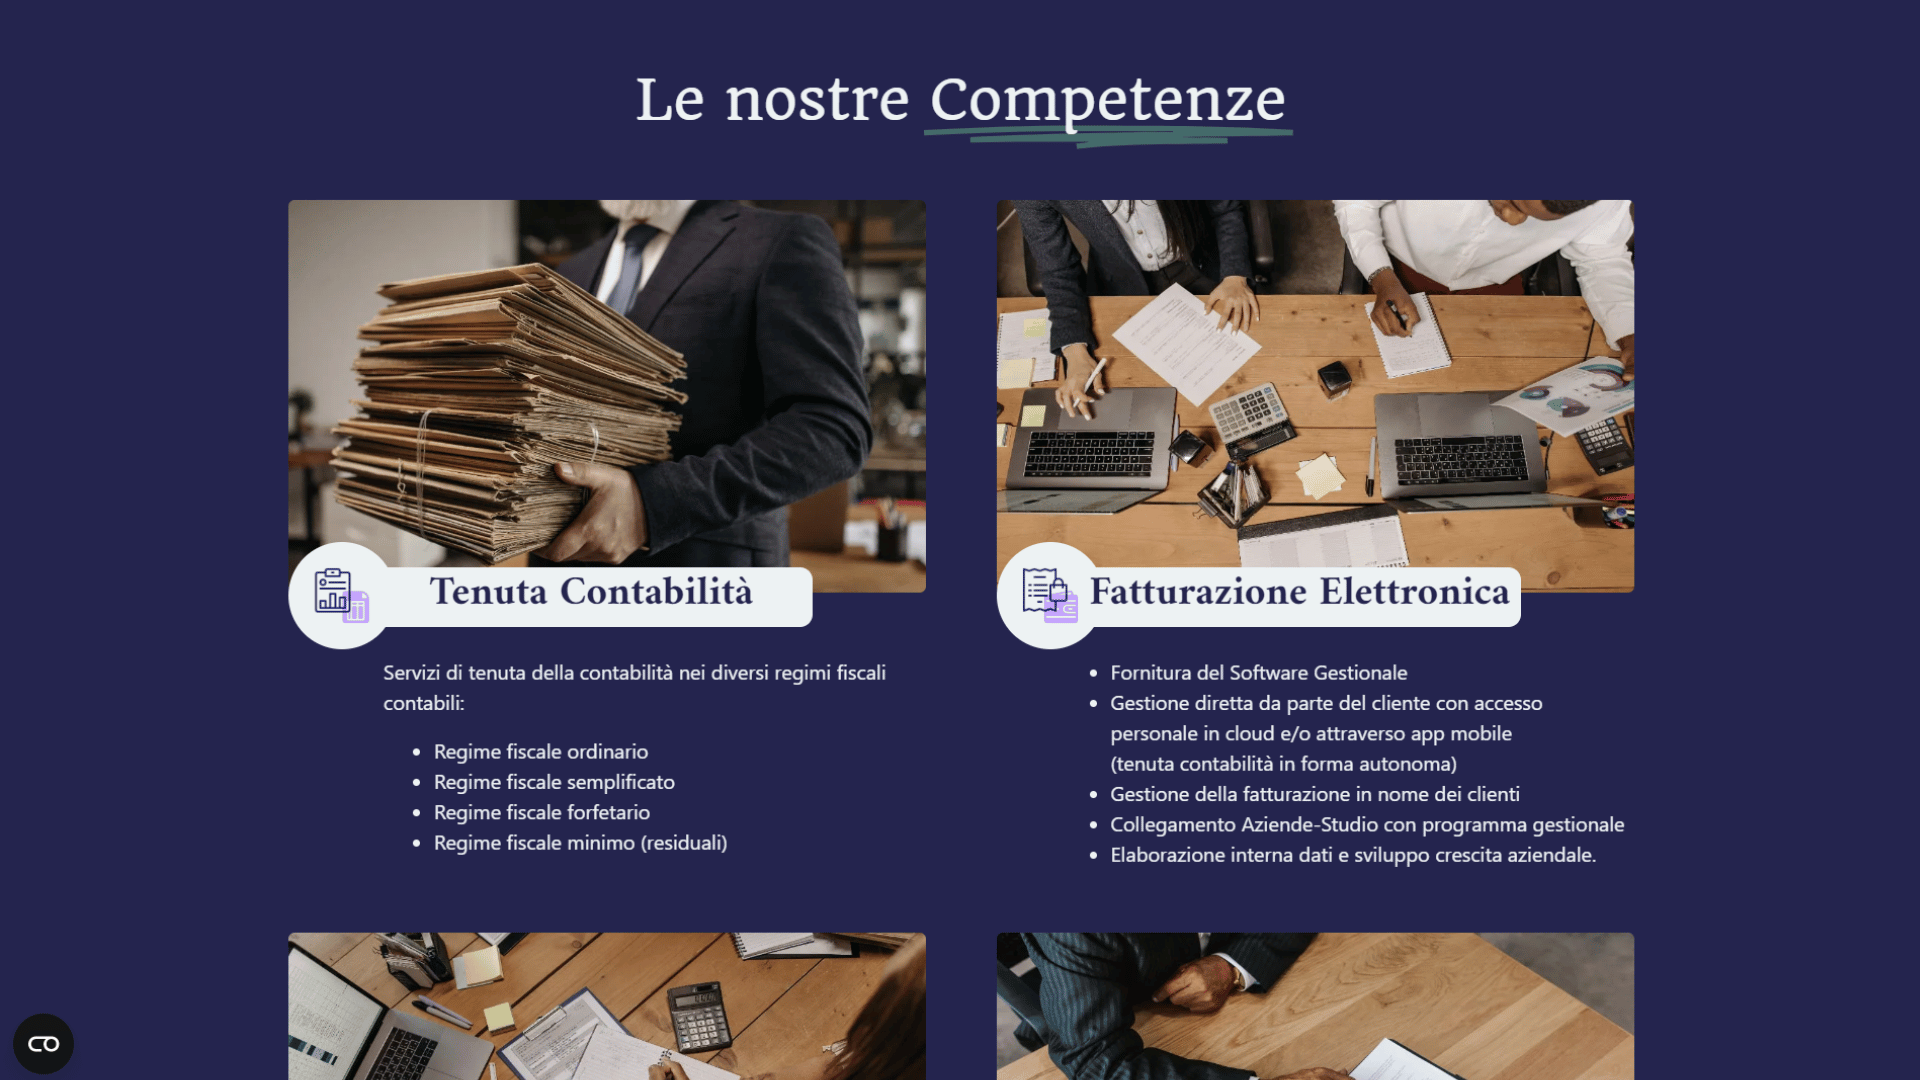 Le nostre Competenze
Tenuta Contabilità
Servizi di tenuta della contabilità nei diversi regimi fiscali
contabili:
• Regime fiscale ordinario
• Regime fiscale semplificato
• Regime fiscale forfetario
• Regime fiscale minimo (residuali)
Fatturazione Elettronica
• Fornitura del Software Gestionale
• Gestione diretta da parte del cliente con accesso
personale in cloud e/o attraverso app mobile
(tenuta contabilità in forma autonoma)
• Gestione della fatturazione in nome dei clienti
• Collegamento Aziende-Studio con programma gestionale
• Elaborazione interna dati e sviluppo crescita aziendale.